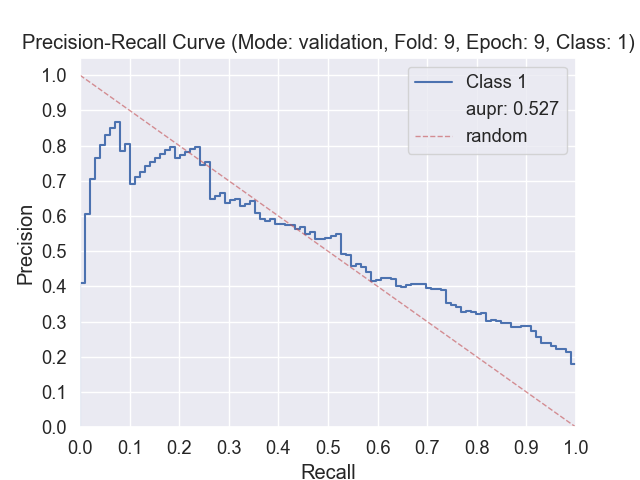 Precision-Recall Curve (Mode: validation, Fold: 9, Epoch: 9, Class: 1)
1.0
0.9
0.8
0.7
0.6
0.5
0.4
0.3
0.2
0.1
0.0
Precision
Class 1
aupr: 0.527
random
0.0 0.1 0.2 0.3 0.4 0.5 0.6 0.7 0.8 0.9 1.0
Recall